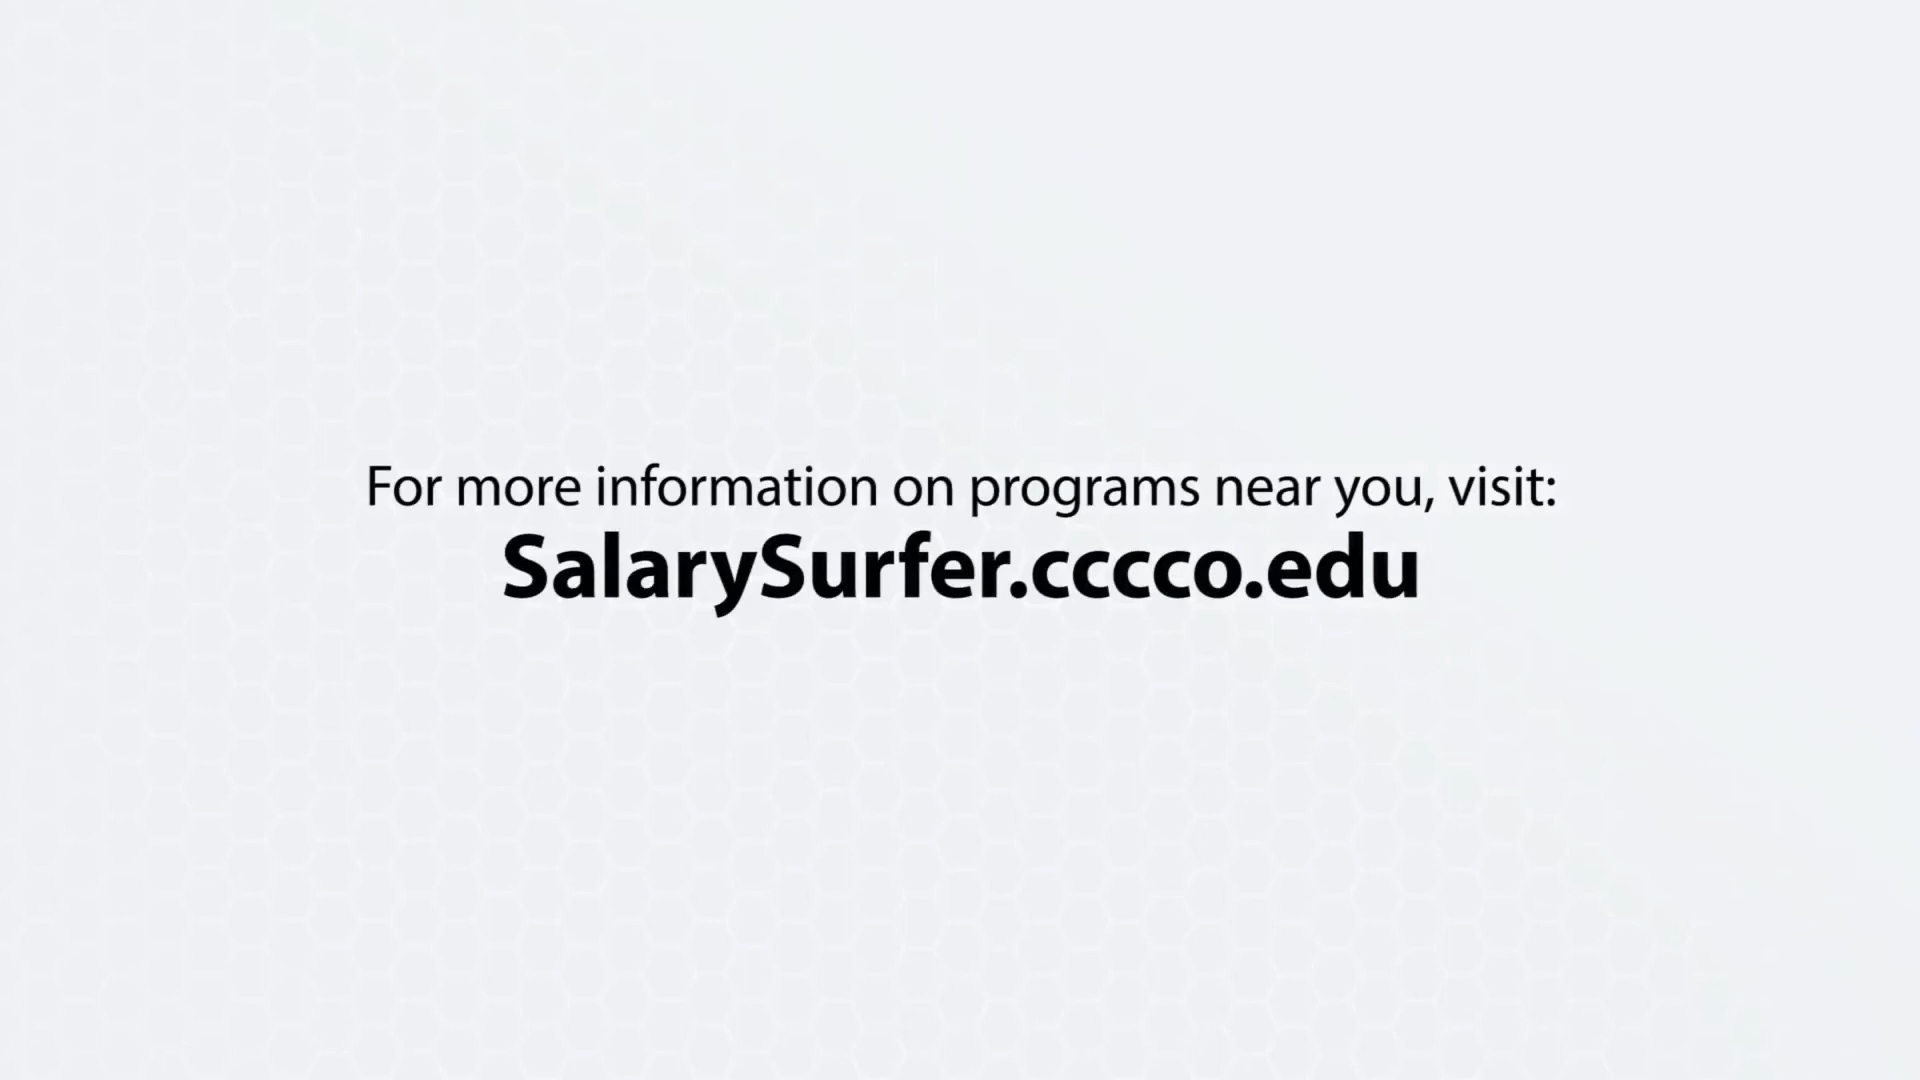 For more information on programs near you, visit:
SalarySurfer.cccco.edu